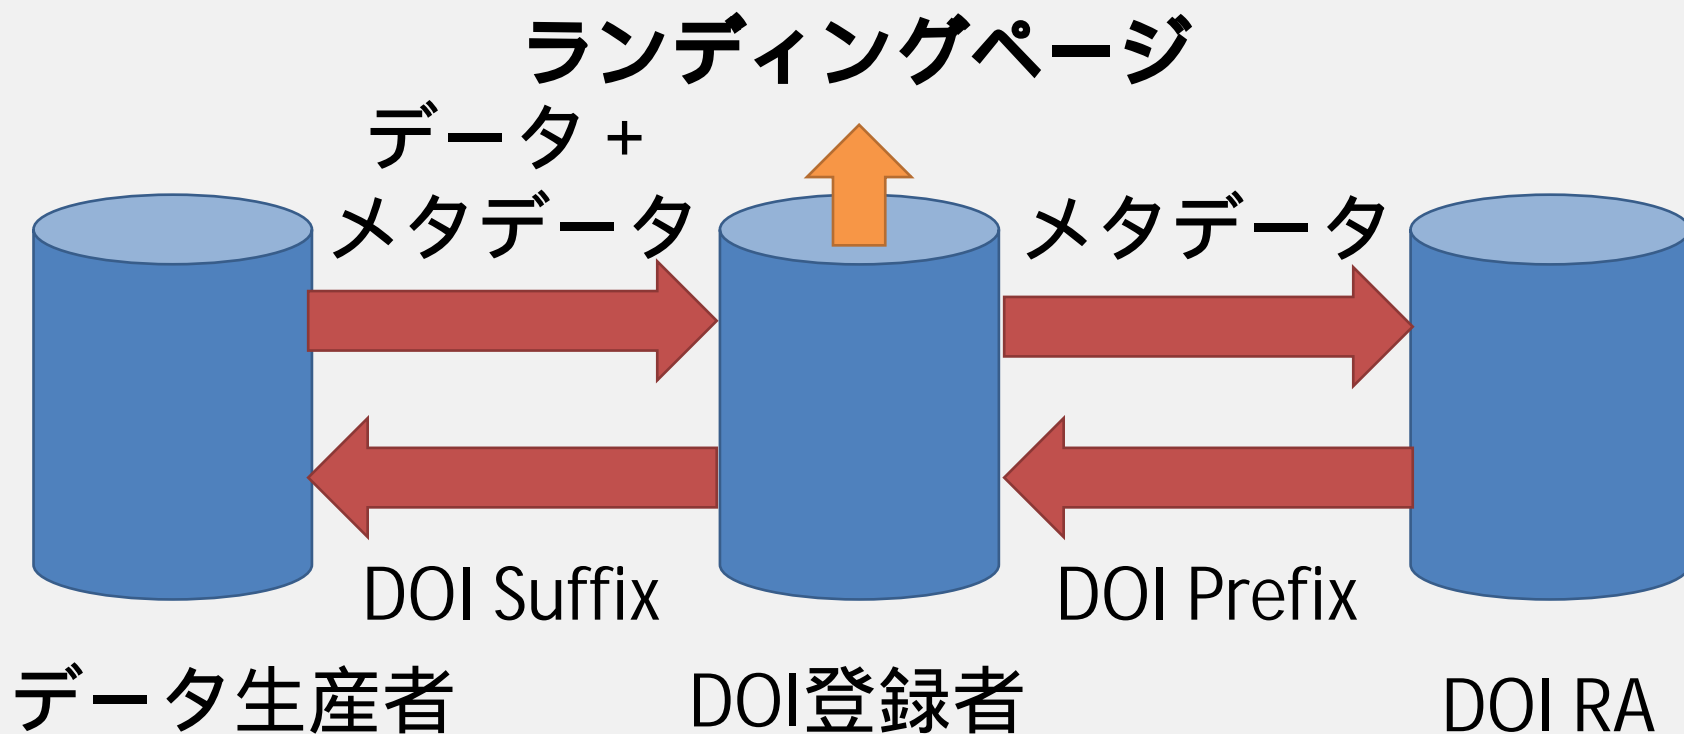 ランディングページ
データ +
メタデータ
メタデータ
DOI Suffix
DOI Prefix
データ生産者
DOI登録者
DOI RA